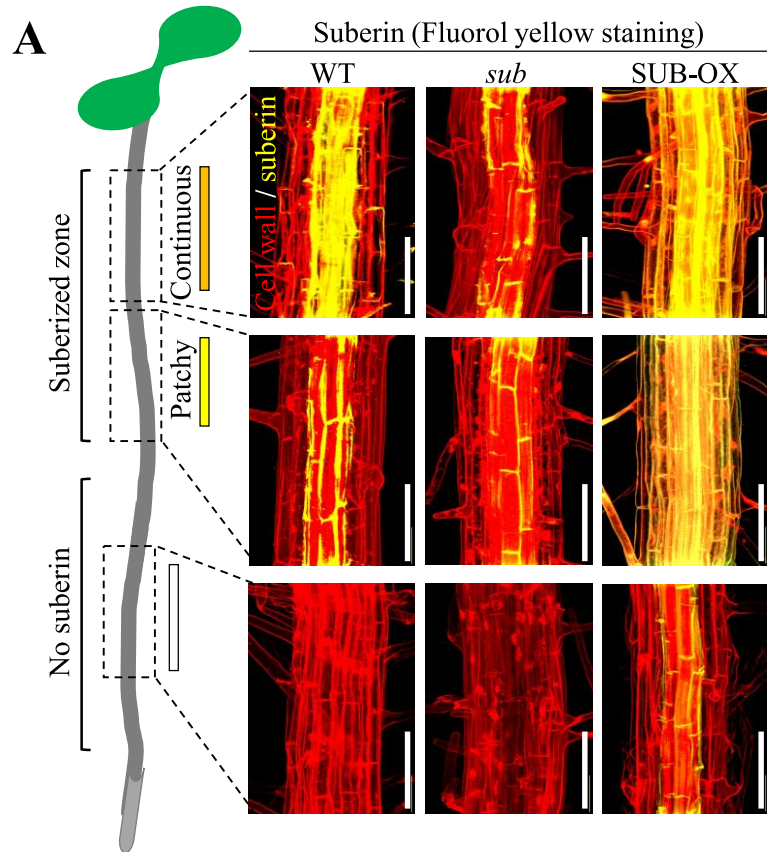 A
Suberin (Fluorol yellow staining)
WT
sub
SUB-OX
Suberized zone
Continuous
Cell wall / suberin
Patchy
No suberin